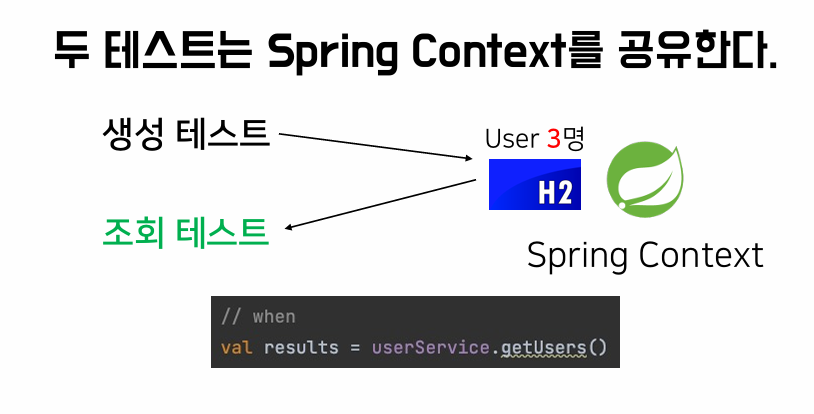 두 테스트는 Spring Context를 공유한다.
생성 테스트
User 3명
H2
조회 테스트
Spring Context
// when
val results = userService.getUsers()